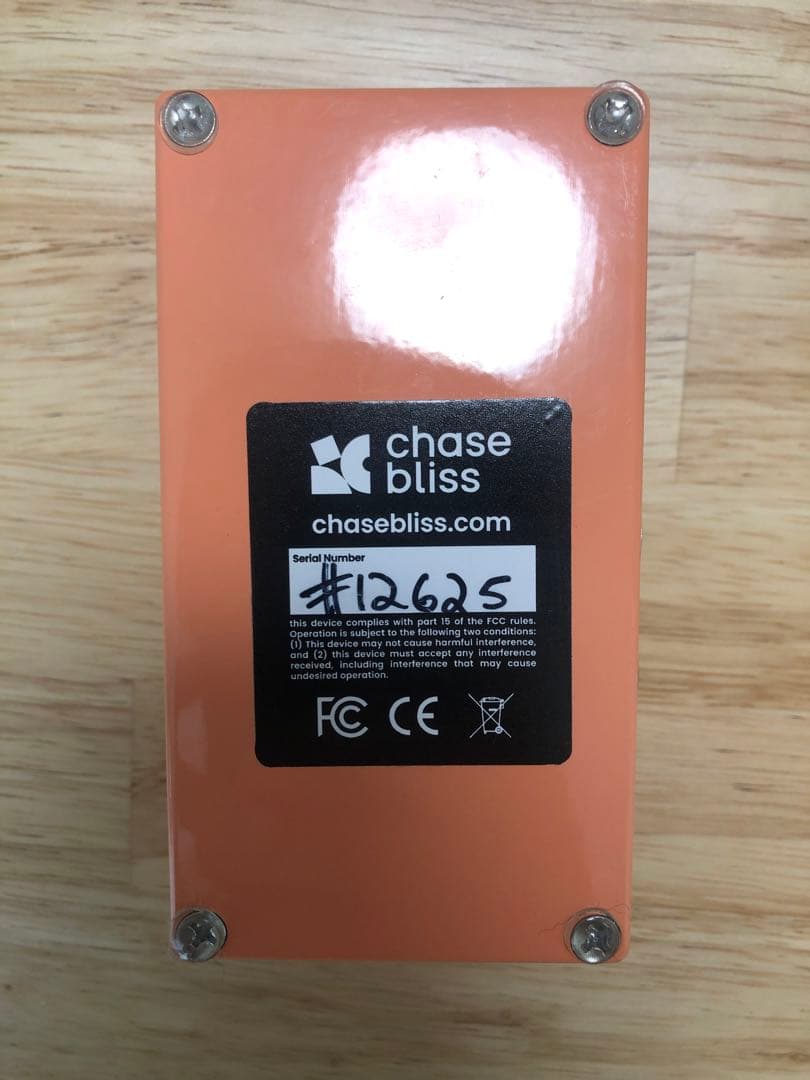 chase
bliss
chasebliss.com
Serial Number
#12625
this device complies with part 15 of the FCC rules.
Operation is subject to the following two conditions:
(1) This device may not cause harmful interference,
and (2) this device must accept any interference
received, including interference that may cause
undesired operation.
FC CE